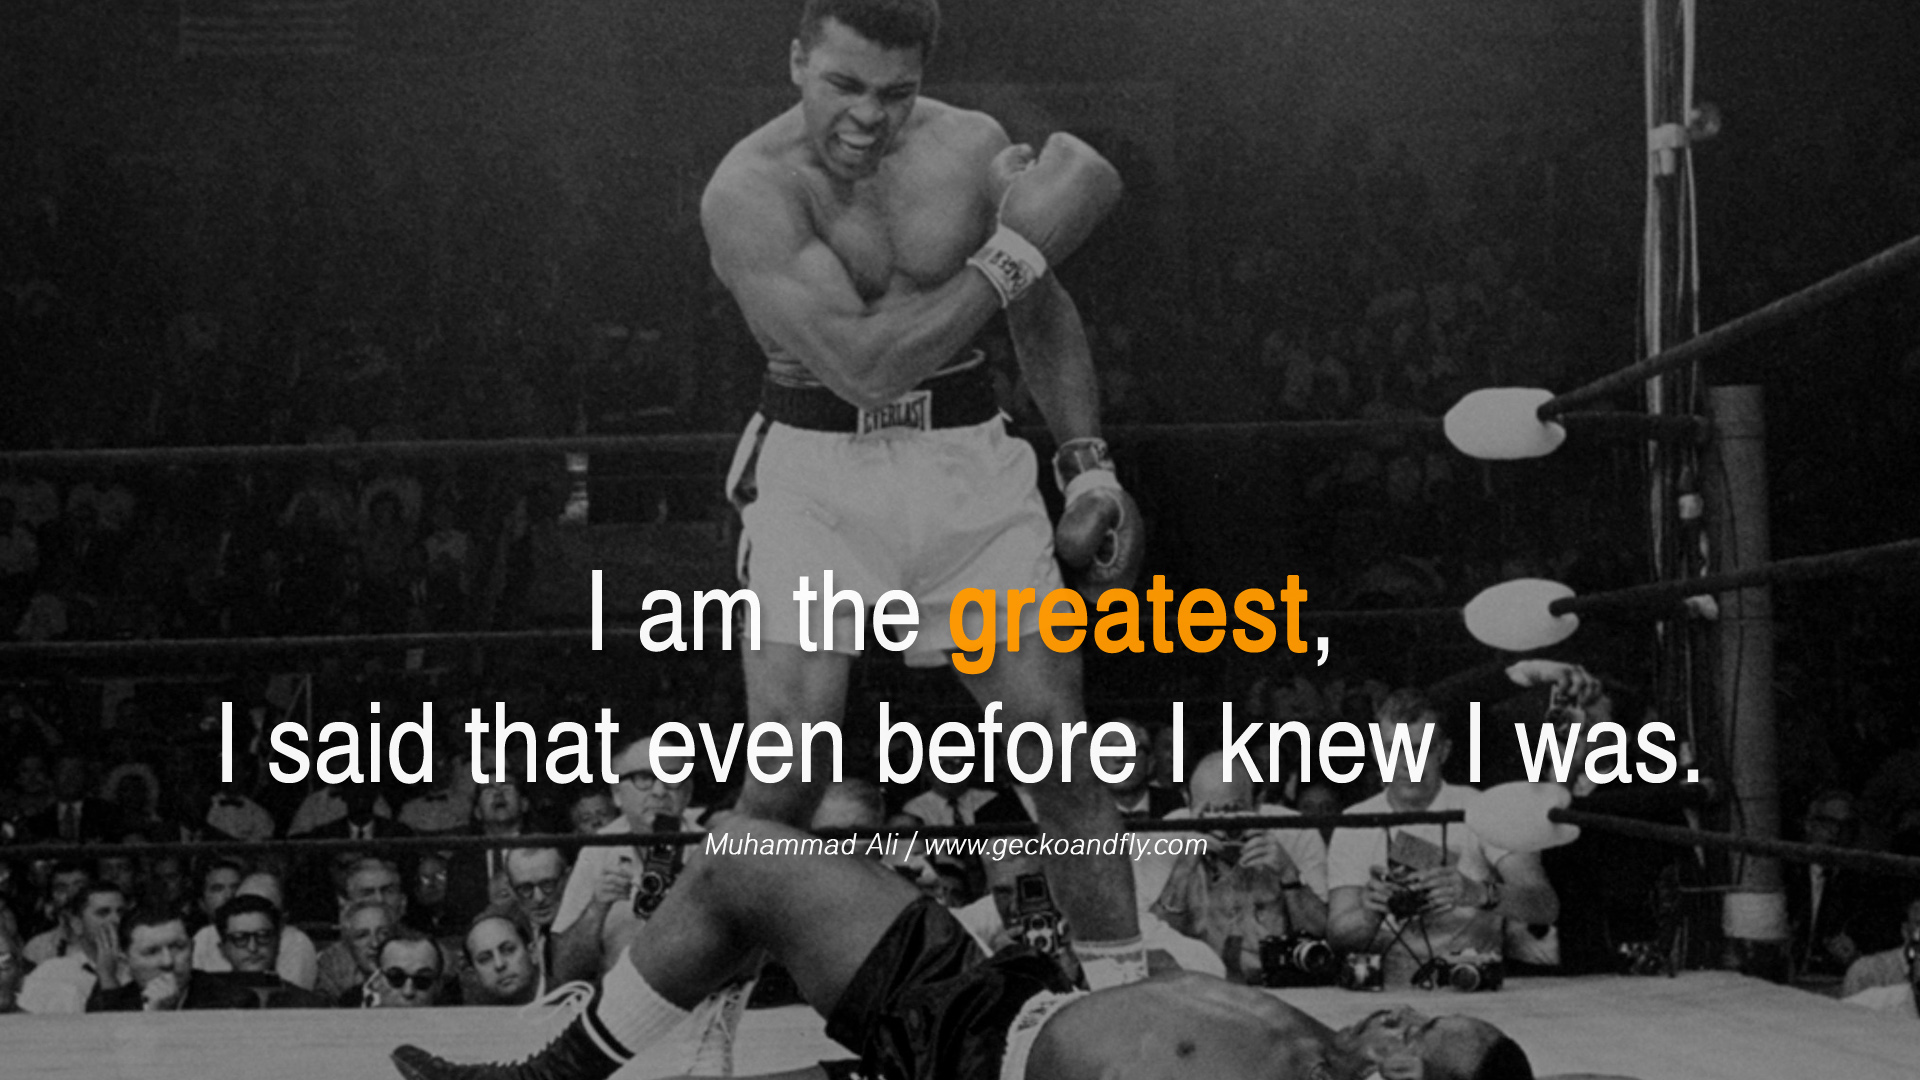 EVERLAST
I am the greatest,
I said that even before I knew I was.
Muhammad Ali / www.geckoandfly.com